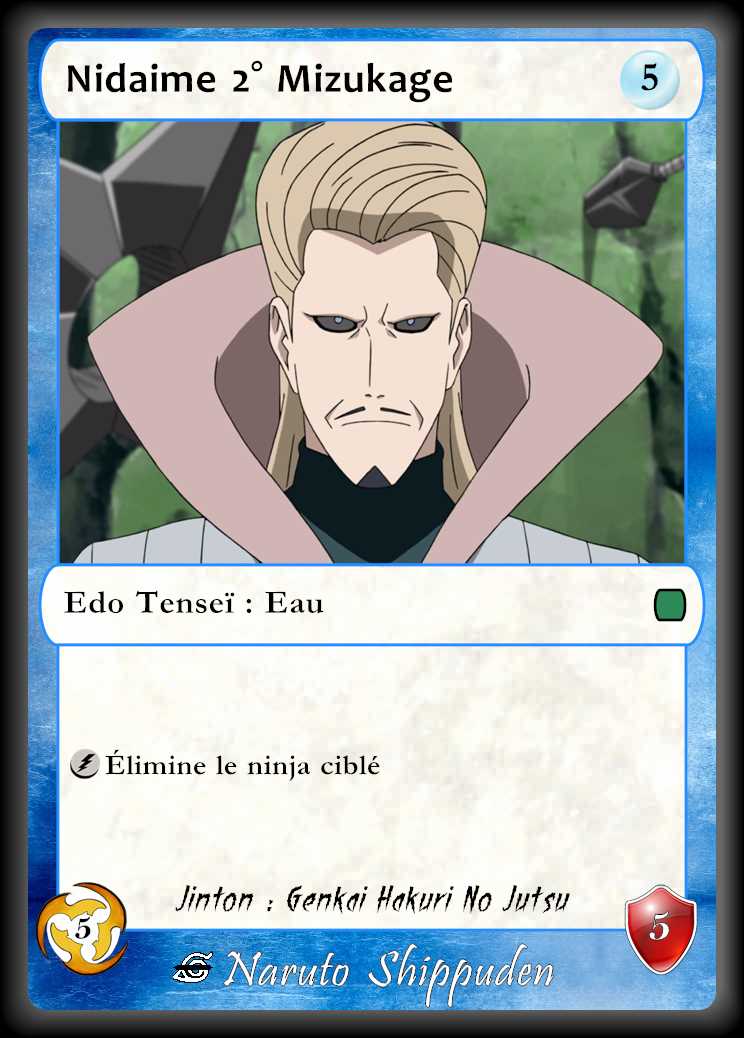 Nidaime 2° Mizukage
5
Edo Tenseï : Eau
Élimine le ninja ciblé
Jinton : Genkai Hakuri No Jutsu
5
5
Naruto Shippuden